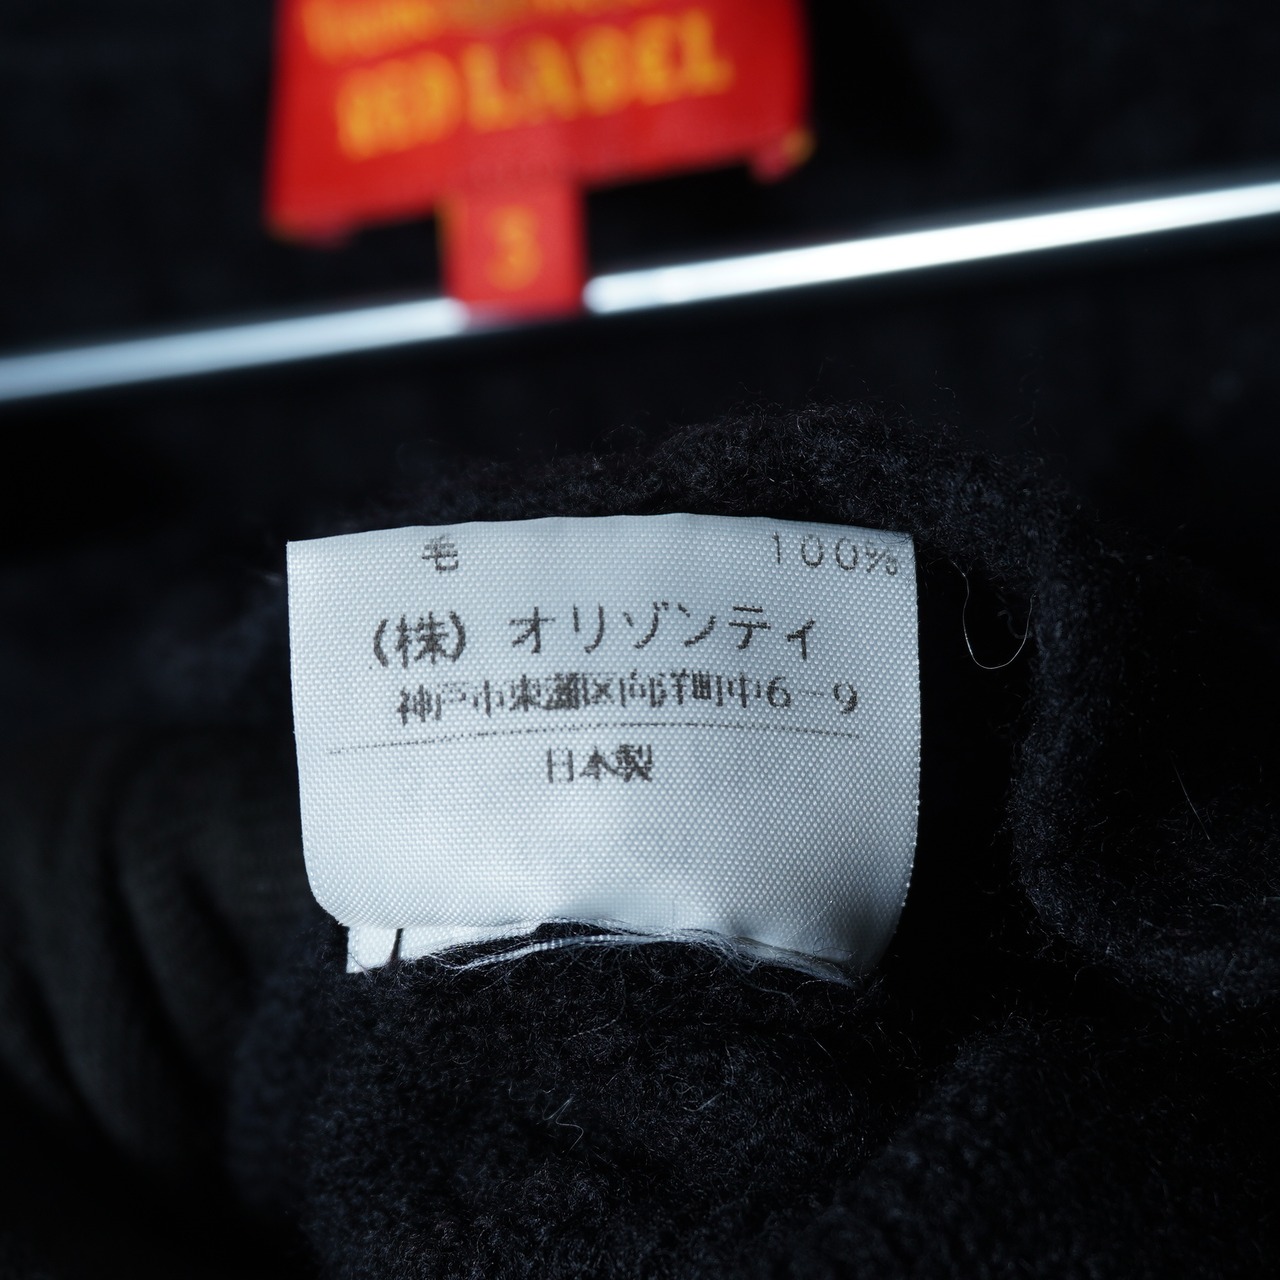 RED LABEL
3
毛 100%
(株) オリゾンティ
神戸市東灘区向洋町中6-9
日本製